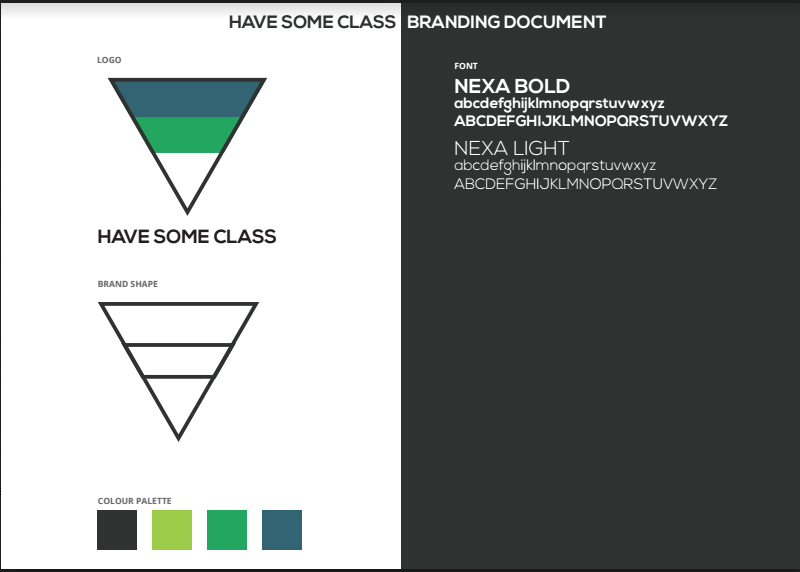 HAVE SOME CLASS BRANDING DOCUMENT
LOGO
HAVE SOME CLASS
BRAND SHAPE
COLOUR PALETTE
FONT
NEXA BOLD
abcdefghijklmnopqrstuvwxyz
ABCDEFGHIJKLMNOPQRSTUVWXYZ
NEXA LIGHT
abcdefghijklmnopqrstuvwxyz
ABCDEFGHIJKLMNOPQRSTUVWXYZ